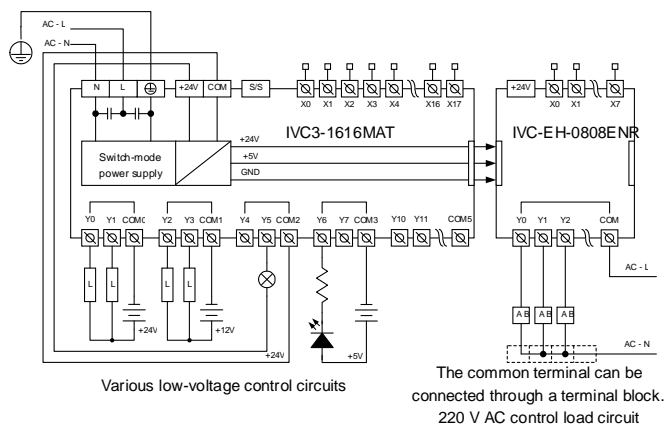 AC - L
AC - N
N L +24V COM S/S X0 X1 X2 X3 X4 X16 X17
+24V X0 X1 X7
IVC3-1616MAT
IVC-EH-0808ENR
Switch-mode
power supply
+24V
+5V
GND
Y0 Y1 COM0 Y2 Y3 COM1 Y4 Y5 COM2 Y6 Y7 COM3 Y10 Y11 COM5
Y0 Y1 Y2 COM
L L L L
AC - L
A B A B A B
+24V +12V +24V +5V
AC - N
Various low-voltage control circuits
The common terminal can be
connected through a terminal block.
220 V AC control load circuit